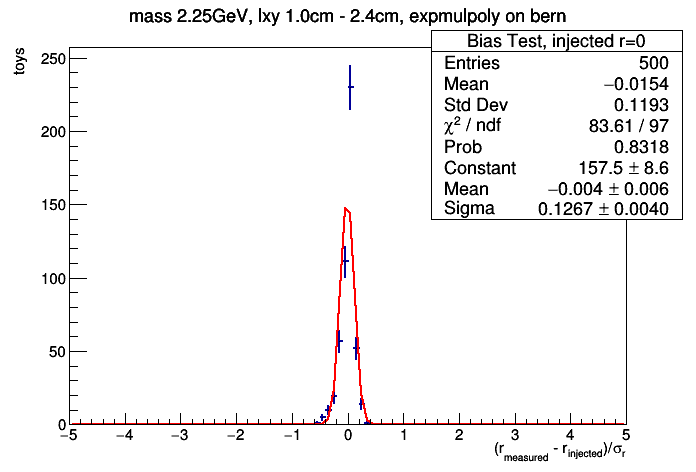 mass 2.25GeV, lxy 1.0cm - 2.4cm, expmulpoly on bern
Bias Test, injected r=0
Entries 500
Mean −0.0154
Std Dev 0.1193
χ² / ndf 83.61 / 97
Prob 0.8318
Constant 157.5 ± 8.6
Mean −0.004 ± 0.006
Sigma 0.1267 ± 0.0040
toys
250
200
150
100
50
0
−5 −4 −3 −2 −1 0 1 2 3 4 5
(r_measured - r_injected)/σ_r